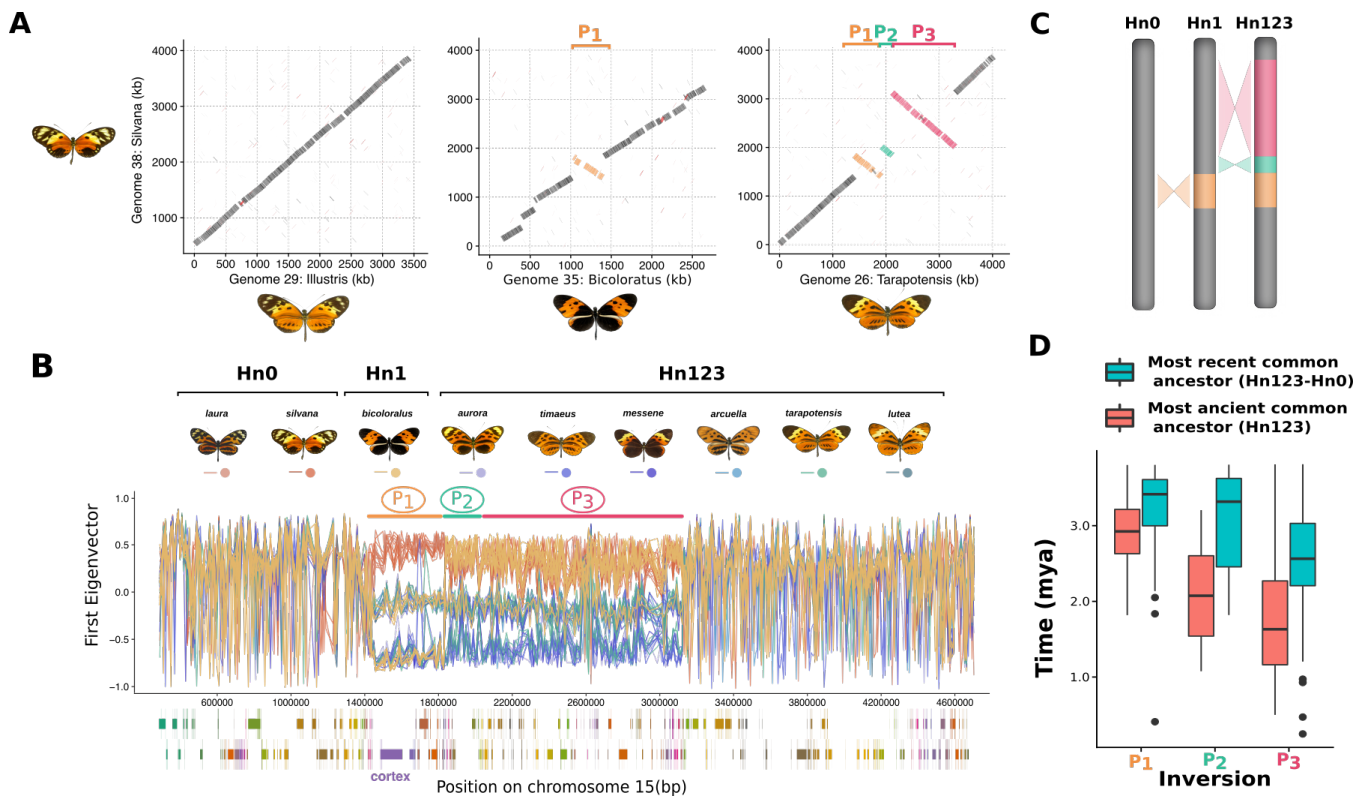 A
P1
P1 P2 P3
Genome 38: Silvana (kb)
4000
3000
2000
1000
0 500 1000 1500 2000 2500 3000 3500
Genome 29: Illustris (kb)
4000
3000
2000
1000
0
0 500 1000 1500 2000 2500
Genome 35: Bicoloratus (kb)
4000
3000
2000
1000
0
0 1000 2000 3000 4000
Genome 26: Tarapotensis (kb)
B
Hn0 Hn1 Hn123
laura silvana bicoloralus aurora timaeus messene arcuella tarapotensis lutea
P1 P2 P3
First Eigenvector
1.0
0.5
0.0
−0.5
−1.0
600000 1000000 1400000 1800000 2200000 2600000 3000000 3400000 3800000 4200000 4600000
cortex
Position on chromosome 15(bp)
C
Hn0 Hn1 Hn123
D
Most recent common
ancestor (Hn123-Hn0)
Most ancient common
ancestor (Hn123)
Time (mya)
3.0
2.0
1.0
P1 P2 P3
Inversion